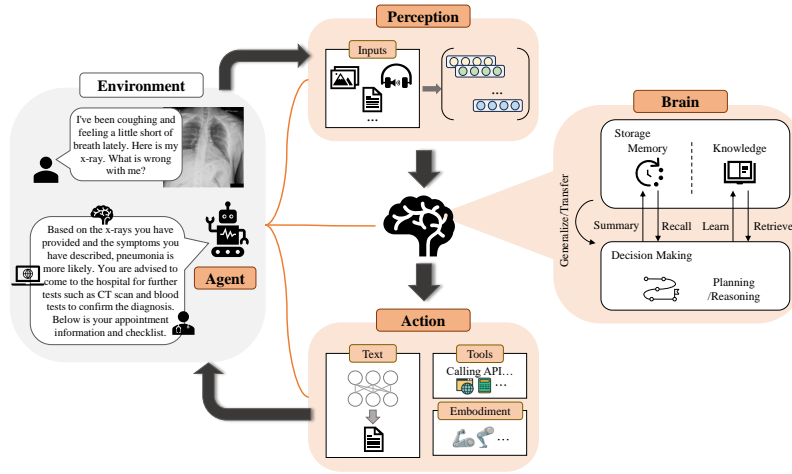 Perception
Inputs
...
...
Environment
I've been coughing and
feeling a little short of
breath lately. Here is my
x-ray. What is wrong
with me?
Based on the x-rays you have
provided and the symptoms you
have described, pneumonia is
more likely. You are advised to
come to the hospital for further
tests such as CT scan and blood
tests to confirm the diagnosis.
Below is your appointment
information and checklist.
Agent
Brain
Storage
Memory
Knowledge
Generalize/Transfer
Summary
Recall
Learn
Retrieve
Decision Making
Planning
/Reasoning
Action
Text
Tools
Calling API…
...
Embodiment
...